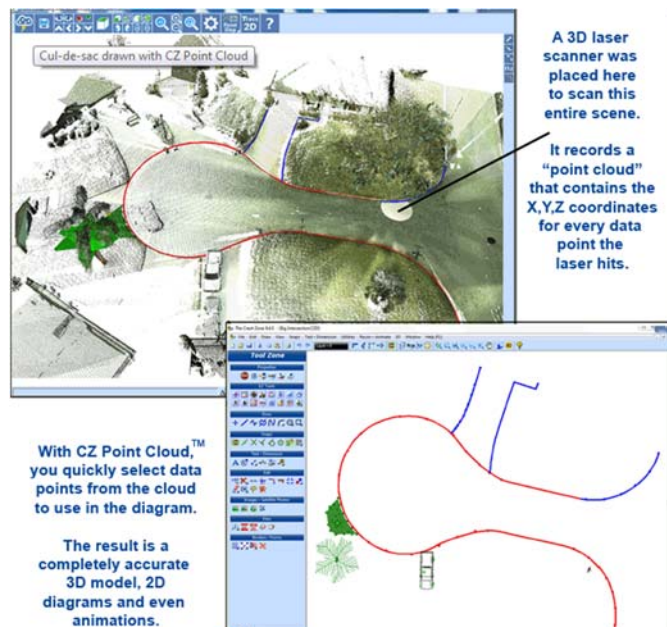 Trace
2D
Cul-de-sac drawn with CZ Point Cloud
A 3D laser
scanner was
placed here
to scan this
entire scene.
It records a
“point cloud”
that contains the
X,Y,Z coordinates
for every data
point the
laser hits.
With CZ Point Cloud,™
you quickly select data
points from the cloud
to use in the diagram.
The result is a
completely accurate
3D model, 2D
diagrams and even
animations.
Tool Zone